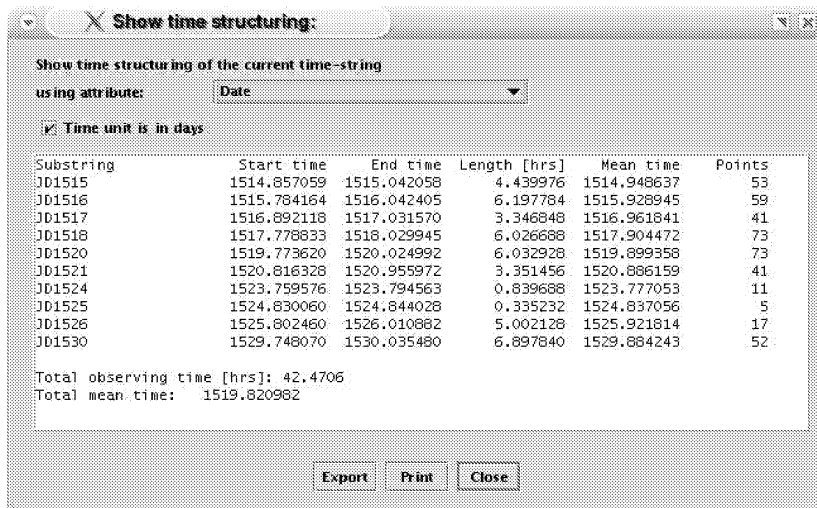 Show time structuring:
Show time structuring of the current time-string
using attribute: Date
Time unit is in days
Substring Start time End time Length [hrs] Mean time Points
JD1515 1514.857059 1515.042058 4.439976 1514.948637 53
JD1516 1515.784164 1516.042405 6.197784 1515.928945 59
JD1517 1516.892118 1517.031570 3.346848 1516.961841 41
JD1518 1517.778833 1518.029945 6.026688 1517.904472 73
JD1520 1519.773620 1520.024992 6.032928 1519.899358 73
JD1521 1520.816328 1520.955972 3.351456 1520.886159 41
JD1524 1523.759576 1523.794563 0.839688 1523.777053 11
JD1525 1524.830060 1524.844028 0.335232 1524.837056 5
JD1526 1525.802460 1526.010882 5.002128 1525.921814 17
JD1530 1529.748070 1530.035480 6.897840 1529.884243 52
Total observing time [hrs]: 42.4706
Total mean time: 1519.820982
Export Print Close